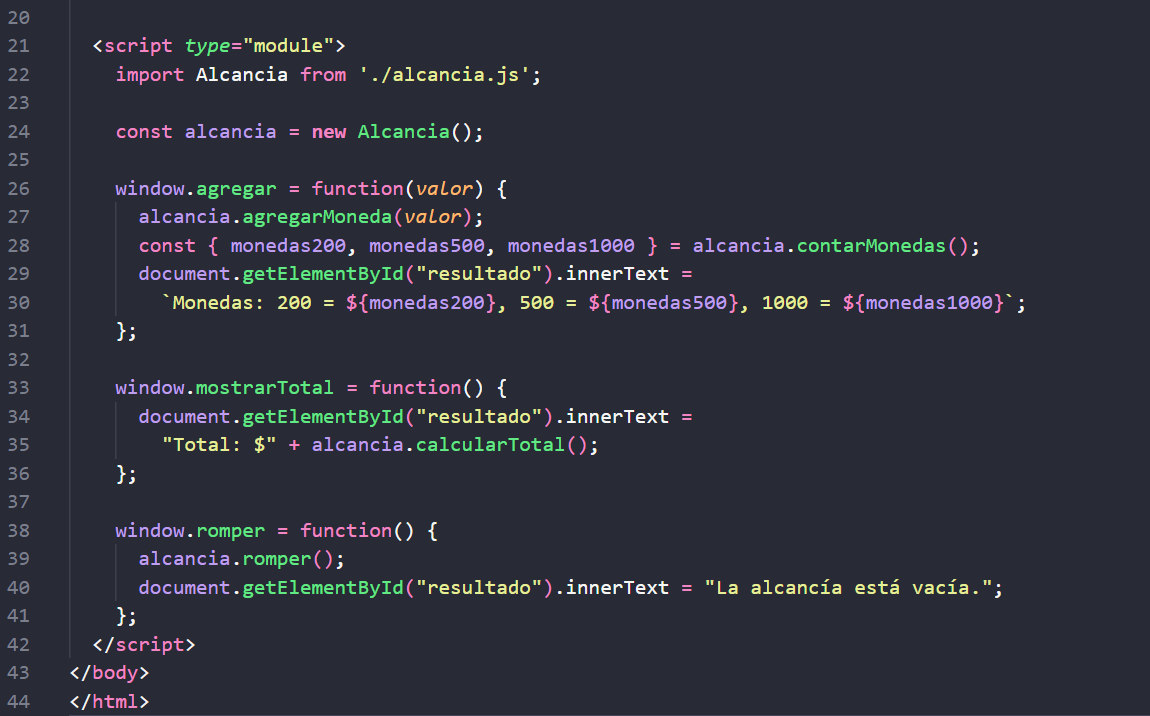 20
21 <script type="module">
22 import Alcancia from './alcancia.js';
23
24 const alcancia = new Alcancia();
25
26 window.agregar = function(valor) {
27 alcancia.agregarMoneda(valor);
28 const { monedas200, monedas500, monedas1000 } = alcancia.contarMonedas();
29 document.getElementById("resultado").innerText =
30 `Monedas: 200 = ${monedas200}, 500 = ${monedas500}, 1000 = ${monedas1000}`;
31 };
32
33 window.mostrarTotal = function() {
34 document.getElementById("resultado").innerText =
35 "Total: $" + alcancia.calcularTotal();
36 };
37
38 window.romper = function() {
39 alcancia.romper();
40 document.getElementById("resultado").innerText = "La alcancía está vacía.";
41 };
42 </script>
43 </body>
44 </html>